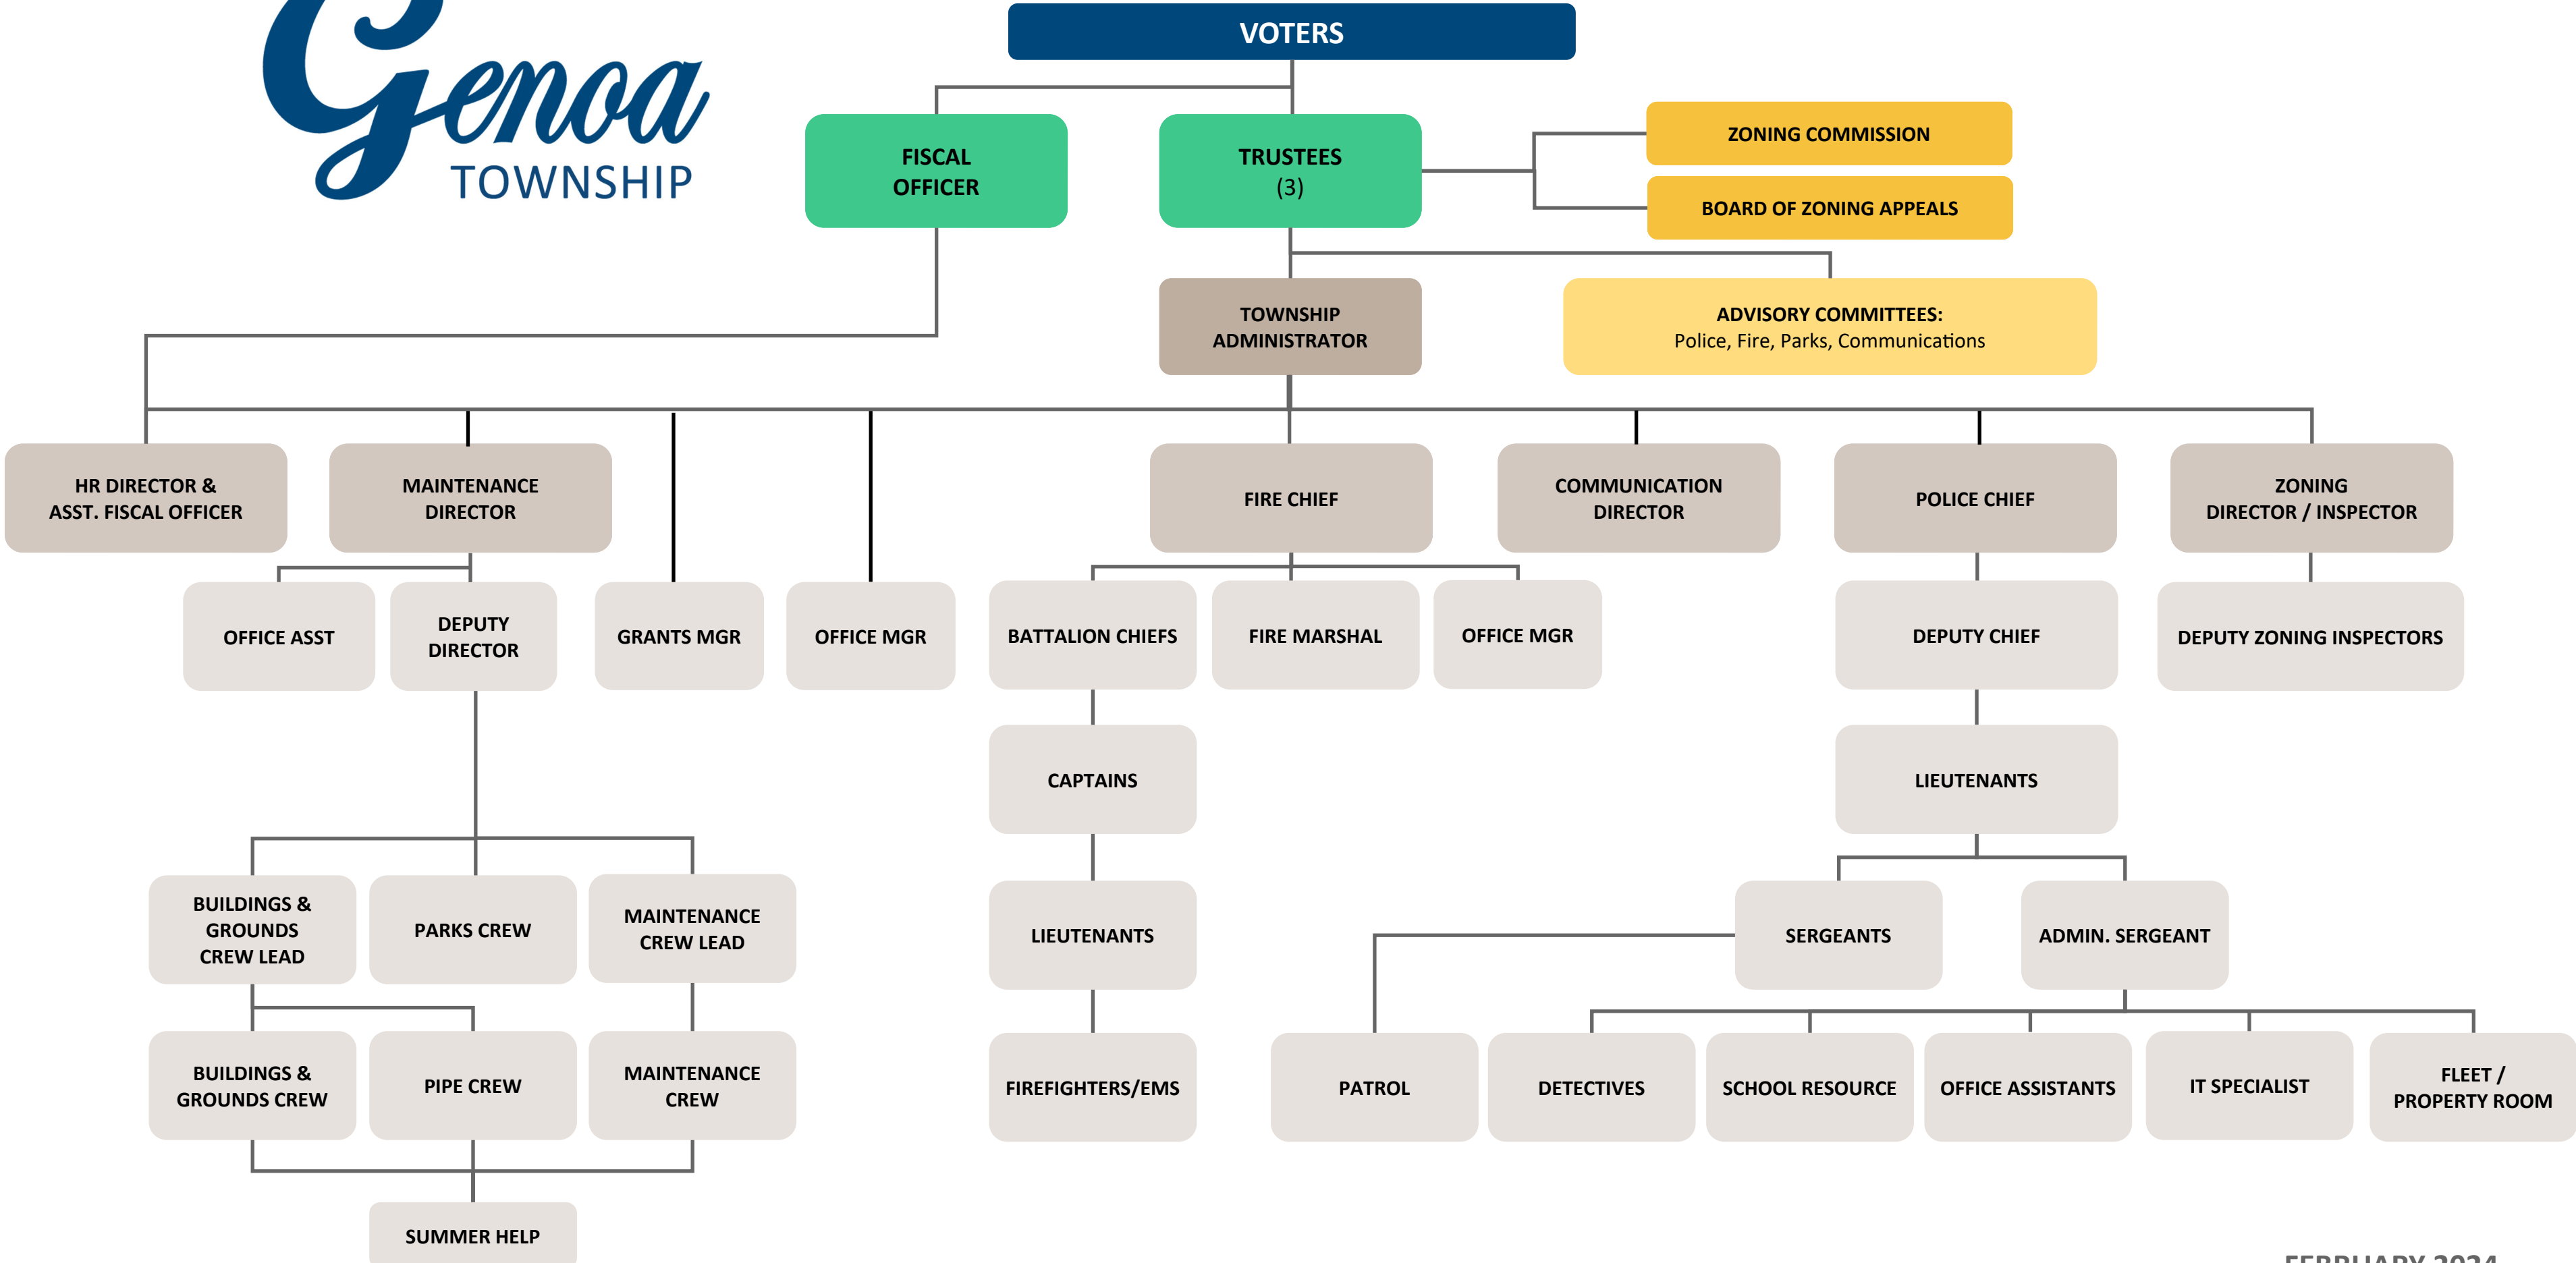 Genoa
TOWNSHIP
VOTERS
FISCAL
OFFICER
TRUSTEES
(3)
ZONING COMMISSION
BOARD OF ZONING APPEALS
TOWNSHIP
ADMINISTRATOR
ADVISORY COMMITTEES:
Police, Fire, Parks, Communications
HR DIRECTOR &
ASST. FISCAL OFFICER
MAINTENANCE
DIRECTOR
FIRE CHIEF
COMMUNICATION
DIRECTOR
POLICE CHIEF
ZONING
DIRECTOR / INSPECTOR
OFFICE ASST
DEPUTY
DIRECTOR
GRANTS MGR
OFFICE MGR
BATTALION CHIEFS
FIRE MARSHAL
OFFICE MGR
DEPUTY CHIEF
DEPUTY ZONING INSPECTORS
CAPTAINS
LIEUTENANTS
BUILDINGS &
GROUNDS
CREW LEAD
PARKS CREW
MAINTENANCE
CREW LEAD
LIEUTENANTS
SERGEANTS
ADMIN. SERGEANT
BUILDINGS &
GROUNDS CREW
PIPE CREW
MAINTENANCE
CREW
FIREFIGHTERS/EMS
PATROL
DETECTIVES
SCHOOL RESOURCE
OFFICE ASSISTANTS
IT SPECIALIST
FLEET /
PROPERTY ROOM
SUMMER HELP
FEBRUARY 2024